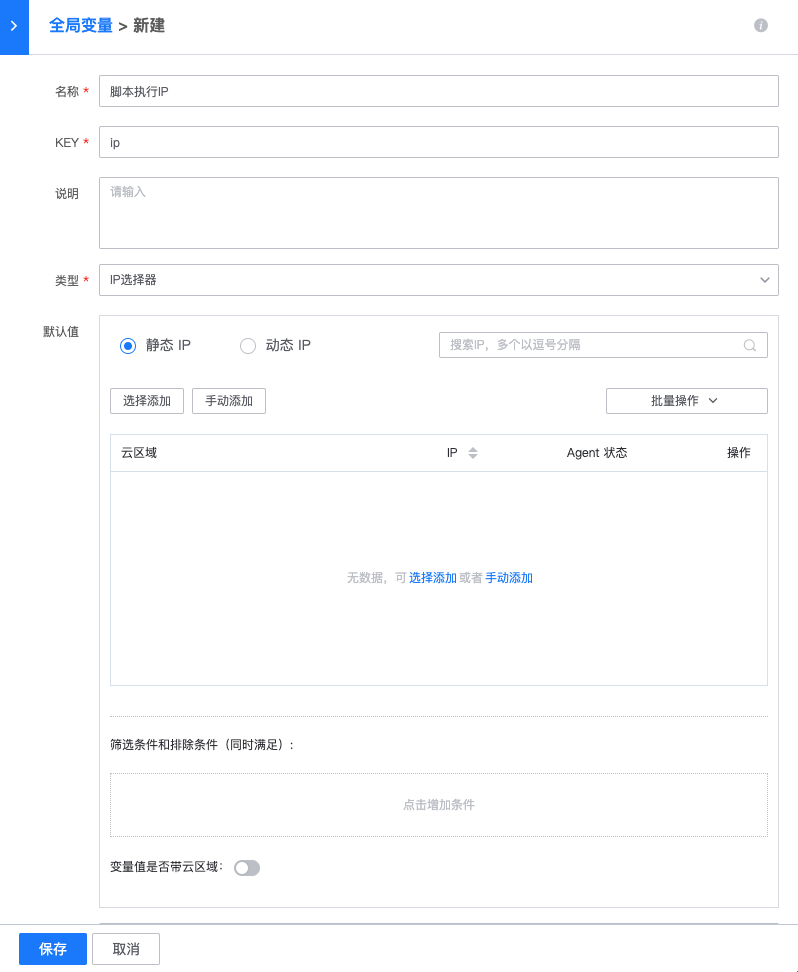 全局变量 > 新建
名称 *
脚本执行IP
KEY *
ip
说明
请输入
类型 *
IP选择器
默认值
静态 IP
动态 IP
搜索IP，多个以逗号分隔
选择添加
手动添加
批量操作
云区域
IP
Agent 状态
操作
无数据，可 选择添加 或者 手动添加
筛选条件和排除条件（同时满足）:
点击增加条件
变量值是否带云区域:
保存
取消